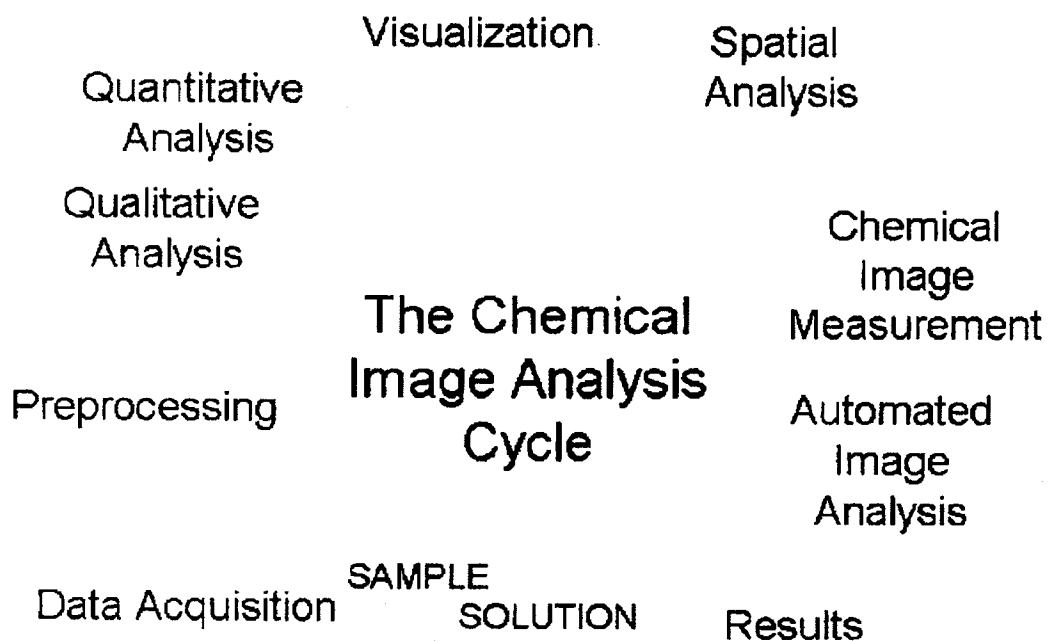 Visualization
Spatial
Analysis
Quantitative
Analysis
Qualitative
Analysis
Chemical
Image
Measurement
The Chemical
Image Analysis
Cycle
Preprocessing
Automated
Image
Analysis
Data Acquisition
SAMPLE
SOLUTION
Results